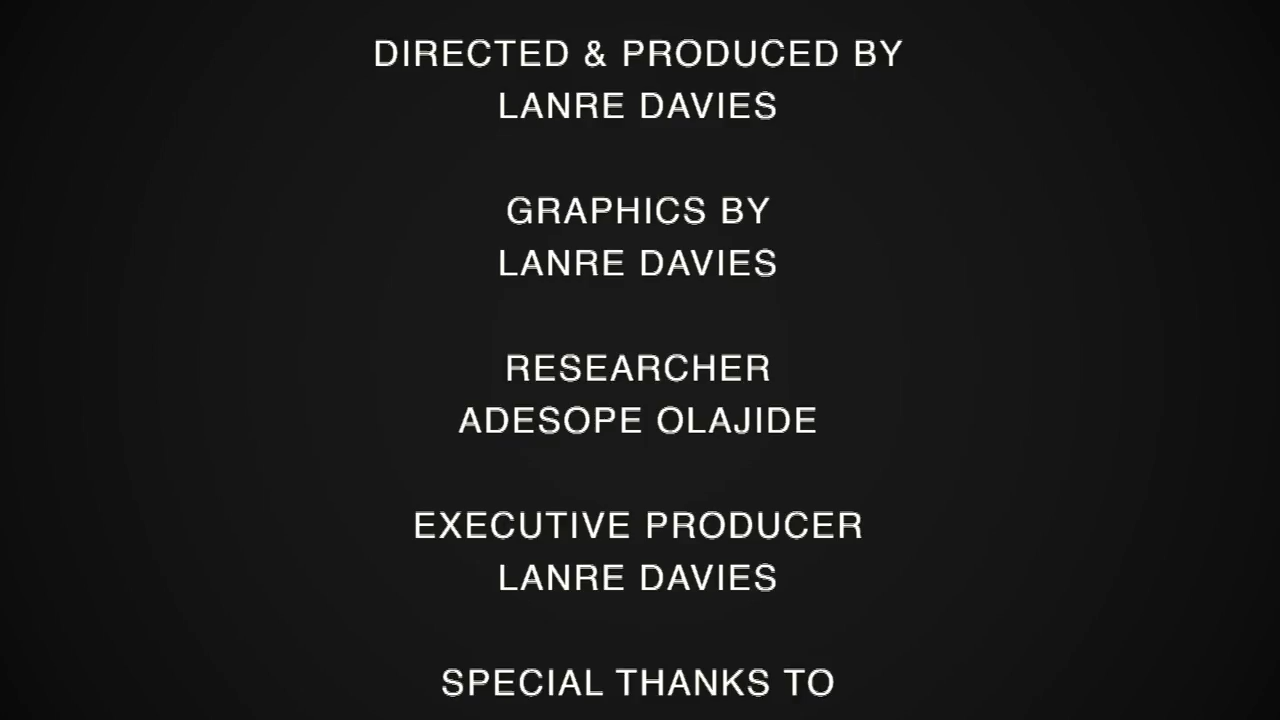 DIRECTED & PRODUCED BY
LANRE DAVIES
GRAPHICS BY
LANRE DAVIES
RESEARCHER
ADESOPE OLAJIDE
EXECUTIVE PRODUCER
LANRE DAVIES
SPECIAL THANKS TO